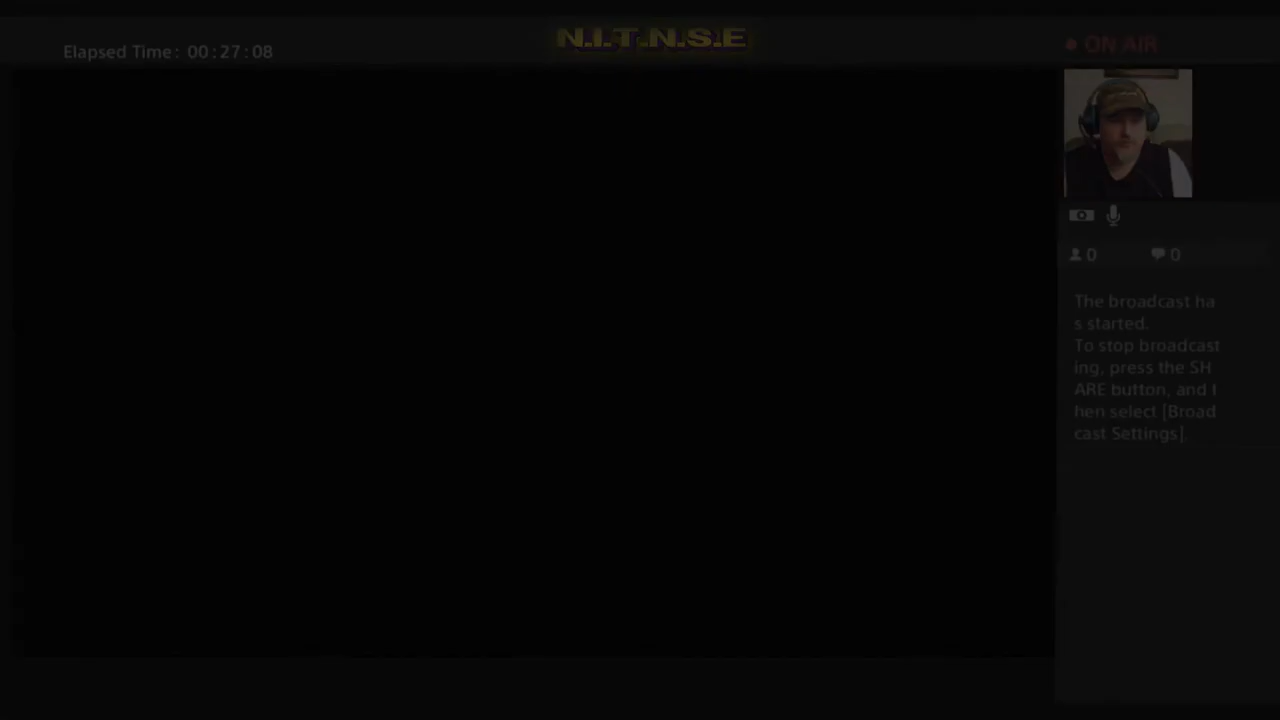 Elapsed Time: 00:27:08
N.I.T.N.S.E
ON AIR
0
0
The broadcast ha
s started.
To stop broadcast
ing, press the SH
ARE button, and t
hen select [Broad
cast Settings].